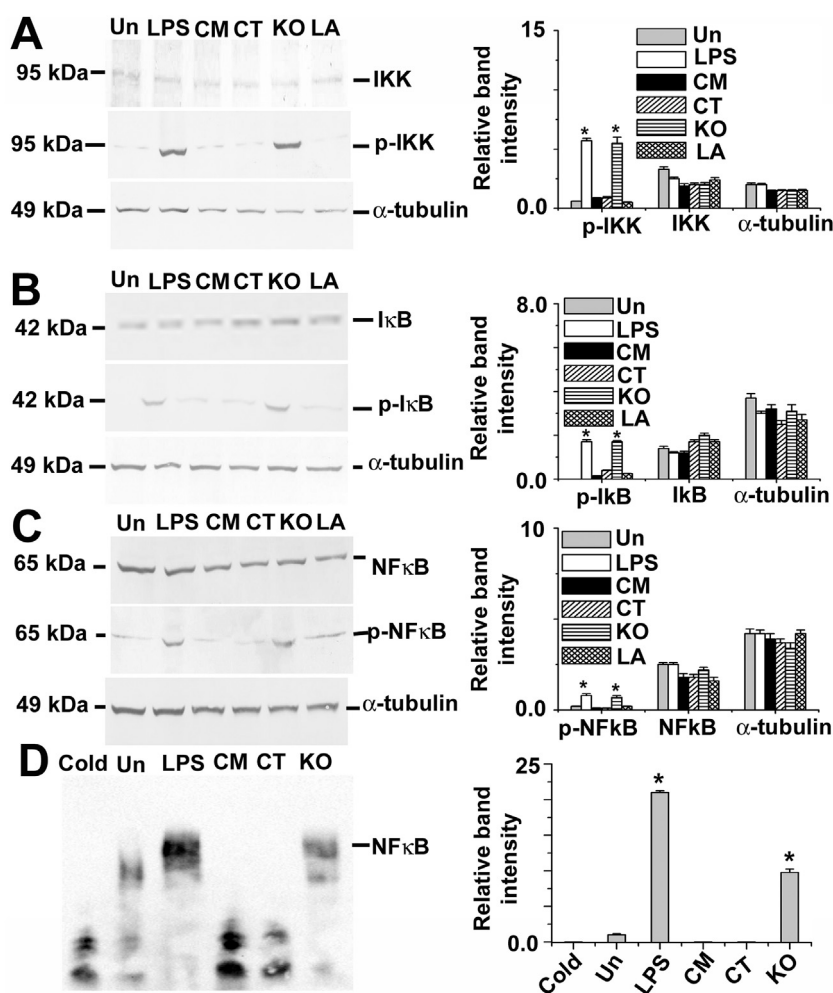 A
Un LPS CM CT KO LA
95 kDa
IKK
95 kDa
p-IKK
49 kDa
α-tubulin
15
Relative band
intensity
0.0
Un
LPS
CM
CT
KO
LA
* *
p-IKK IKK α-tubulin
B
Un LPS CM CT KO LA
42 kDa
IκB
42 kDa
p-IκB
49 kDa
α-tubulin
8.0
Relative band
intensity
0.0
Un
LPS
CM
CT
KO
LA
* *
p-IkB IkB α-tubulin
C
Un LPS CM CT KO LA
65 kDa
NFκB
65 kDa
p-NFκB
49 kDa
α-tubulin
10
Relative band
intensity
0.0
Un
LPS
CM
CT
KO
LA
* *
p-NFkB NFkB α-tubulin
D
Cold Un LPS CM CT KO
NFκB
25
Relative band
intensity
0.0
* *
Cold Un LPS CM CT KO